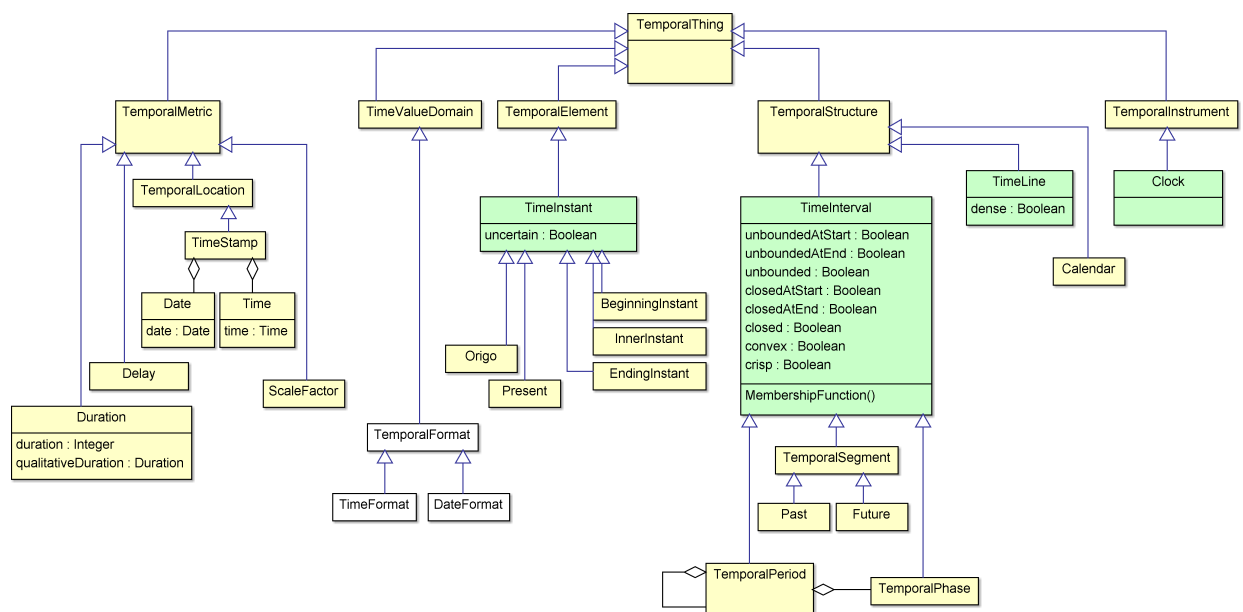 TemporalThing
TemporalMetric
TimeValueDomain
TemporalElement
TemporalStructure
TemporalInstrument
TemporalLocation
TimeLine
dense : Boolean
Clock
TimeInstant
uncertain : Boolean
TimeInterval
unboundedAtStart : Boolean
unboundedAtEnd : Boolean
unbounded : Boolean
closedAtStart : Boolean
closedAtEnd : Boolean
closed : Boolean
convex : Boolean
crisp : Boolean
MembershipFunction()
TimeStamp
Calendar
Date
date : Date
Time
time : Time
BeginningInstant
InnerInstant
EndingInstant
Origo
Present
Delay
ScaleFactor
Duration
duration : Integer
qualitativeDuration : Duration
TemporalFormat
TimeFormat
DateFormat
TemporalSegment
Past
Future
TemporalPeriod
TemporalPhase